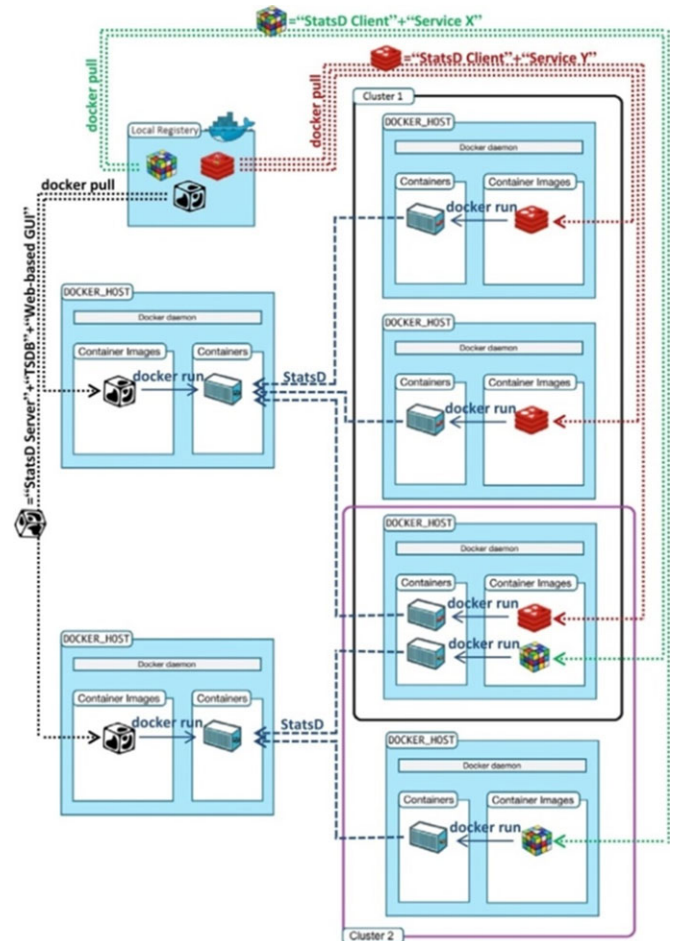 ="StatsD Client"+"Service X"
="StatsD Client"+"Service Y"
docker pull
docker pull
Cluster 1
Local Registery
docker pull
="StatsD Server"+"TSDB"+"Web-based GUI"
DOCKER_HOST
Docker daemon
Containers
Container Images
docker run
DOCKER_HOST
Docker daemon
Container Images
Containers
docker run
StatsD
DOCKER_HOST
Docker daemon
Containers
Container Images
docker run
DOCKER_HOST
Docker daemon
Containers
Container Images
docker run
docker run
DOCKER_HOST
Docker daemon
Container Images
Containers
docker run
StatsD
DOCKER_HOST
Docker daemon
Containers
Container Images
docker run
Cluster 2